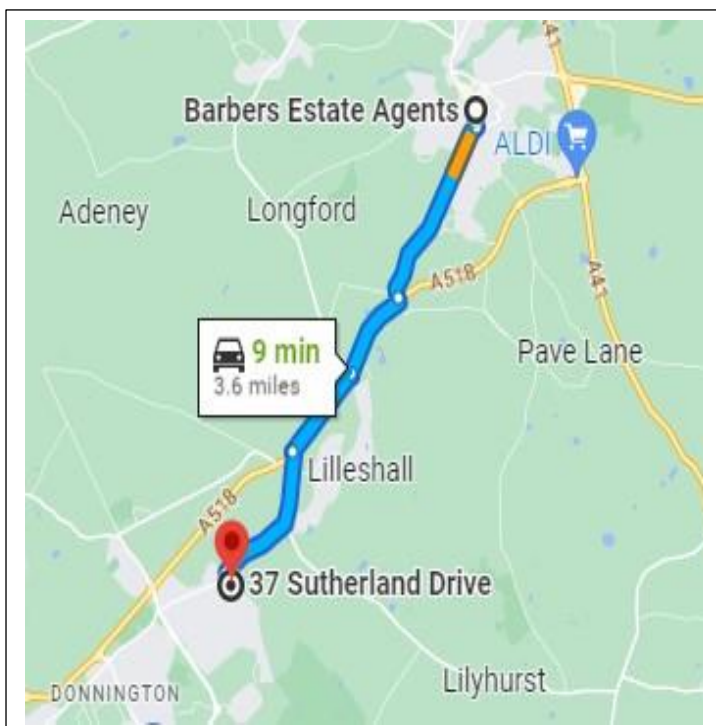 A41
Barbers Estate Agents
ALDI
Adeney
Longford
A518
A41
9 min
3.6 miles
Pave Lane
Lilleshall
A518
37 Sutherland Drive
Lilyhurst
DONNINGTON